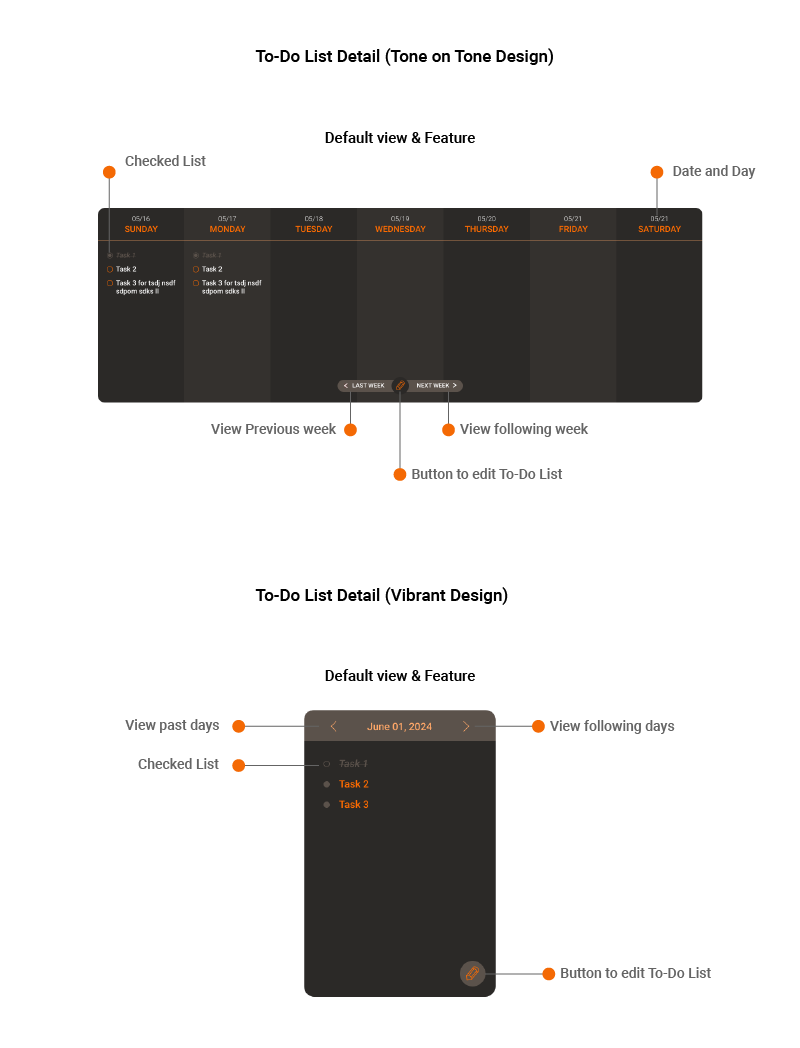 To-Do List Detail (Tone on Tone Design)
Default view & Feature
Checked List
Date and Day
05/16 05/17 05/18 05/19 05/20 05/21 05/21
SUNDAY MONDAY TUESDAY WEDNESDAY THURSDAY FRIDAY SATURDAY
Task 1 Task 1
Task 2 Task 2
Task 3 for tsdj nsdf Task 3 for tsdj nsdf
sdpom sdks ll sdpom sdks ll
LAST WEEK NEXT WEEK
View Previous week View following week
Button to edit To-Do List
To-Do List Detail (Vibrant Design)
Default view & Feature
View past days June 01, 2024 View following days
Checked List Task 1
Task 2
Task 3
Button to edit To-Do List